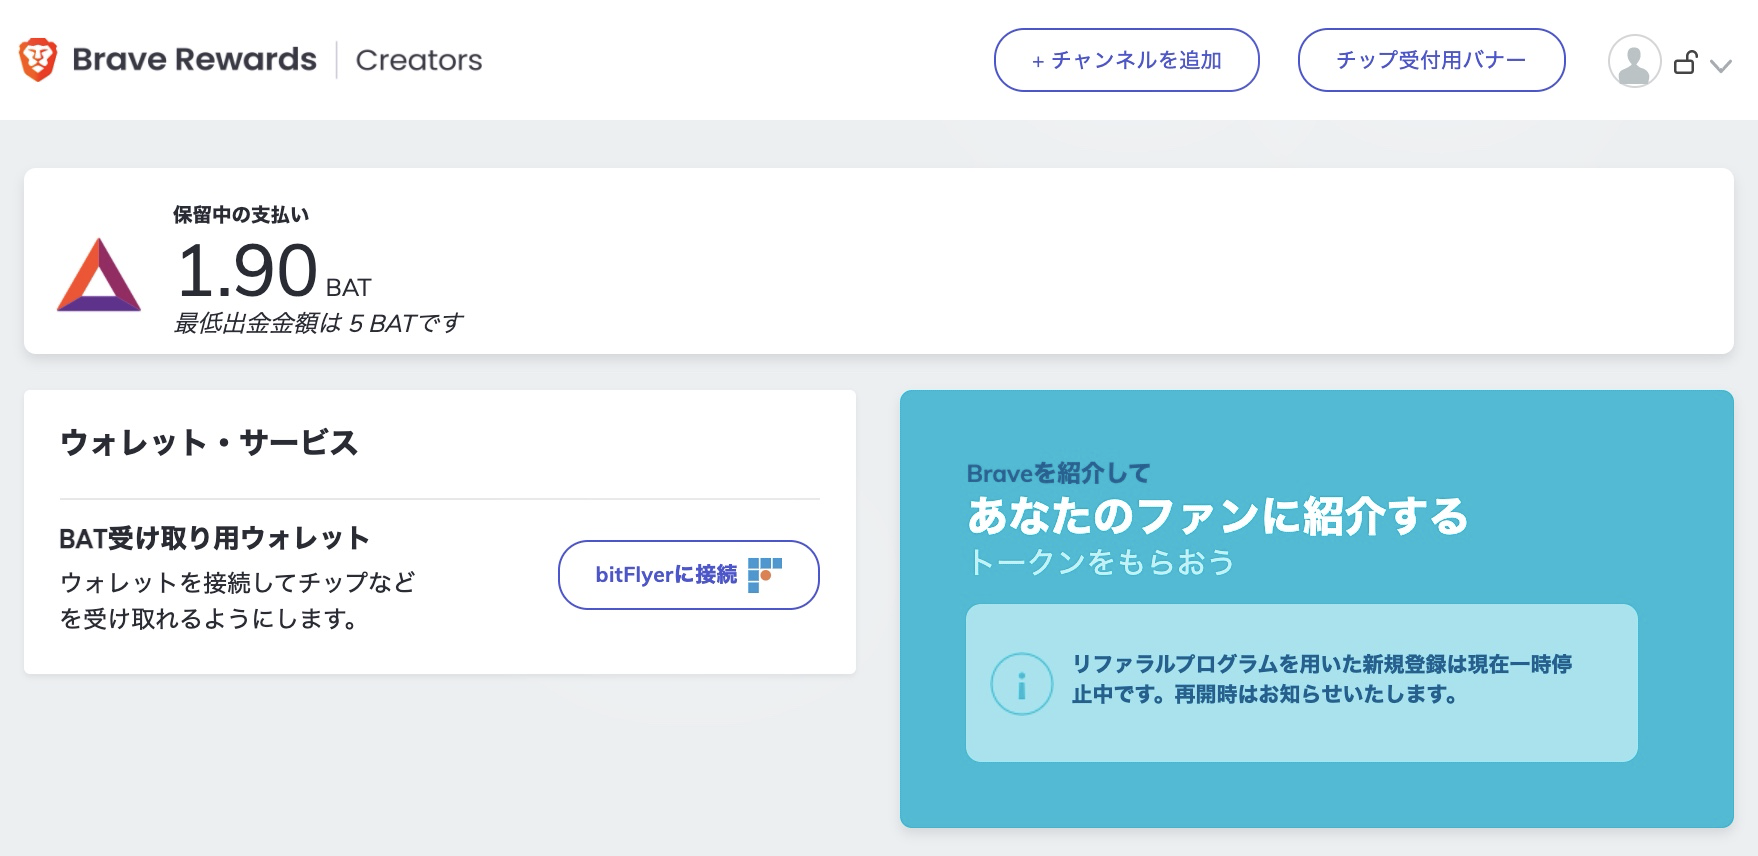 Brave Rewards | Creators
+ チャンネルを追加
チップ受付用バナー
保留中の支払い
1.90 BAT
最低出金金額は 5 BATです
ウォレット・サービス
BAT受け取り用ウォレット
ウォレットを接続してチップなど
を受け取れるようにします。
bitFlyerに接続
Braveを紹介して
あなたのファンに紹介する
トークンをもらおう
リファラルプログラムを用いた新規登録は現在一時停
止中です。再開時はお知らせいたします。